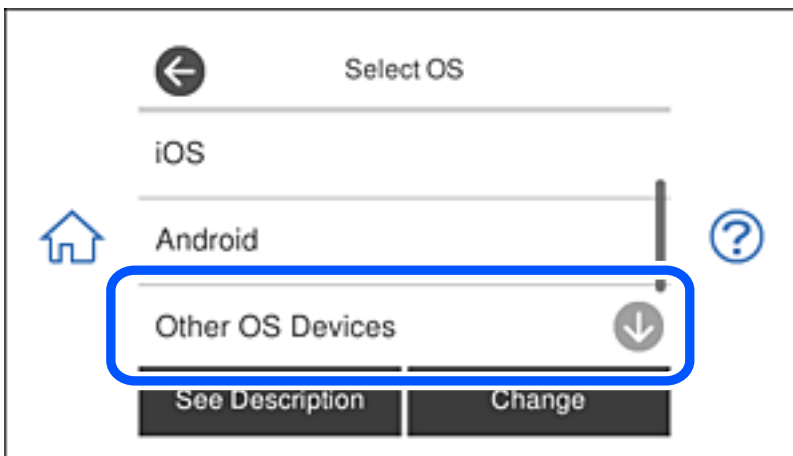 Select OS
iOS
Android
Other OS Devices
See Description Change